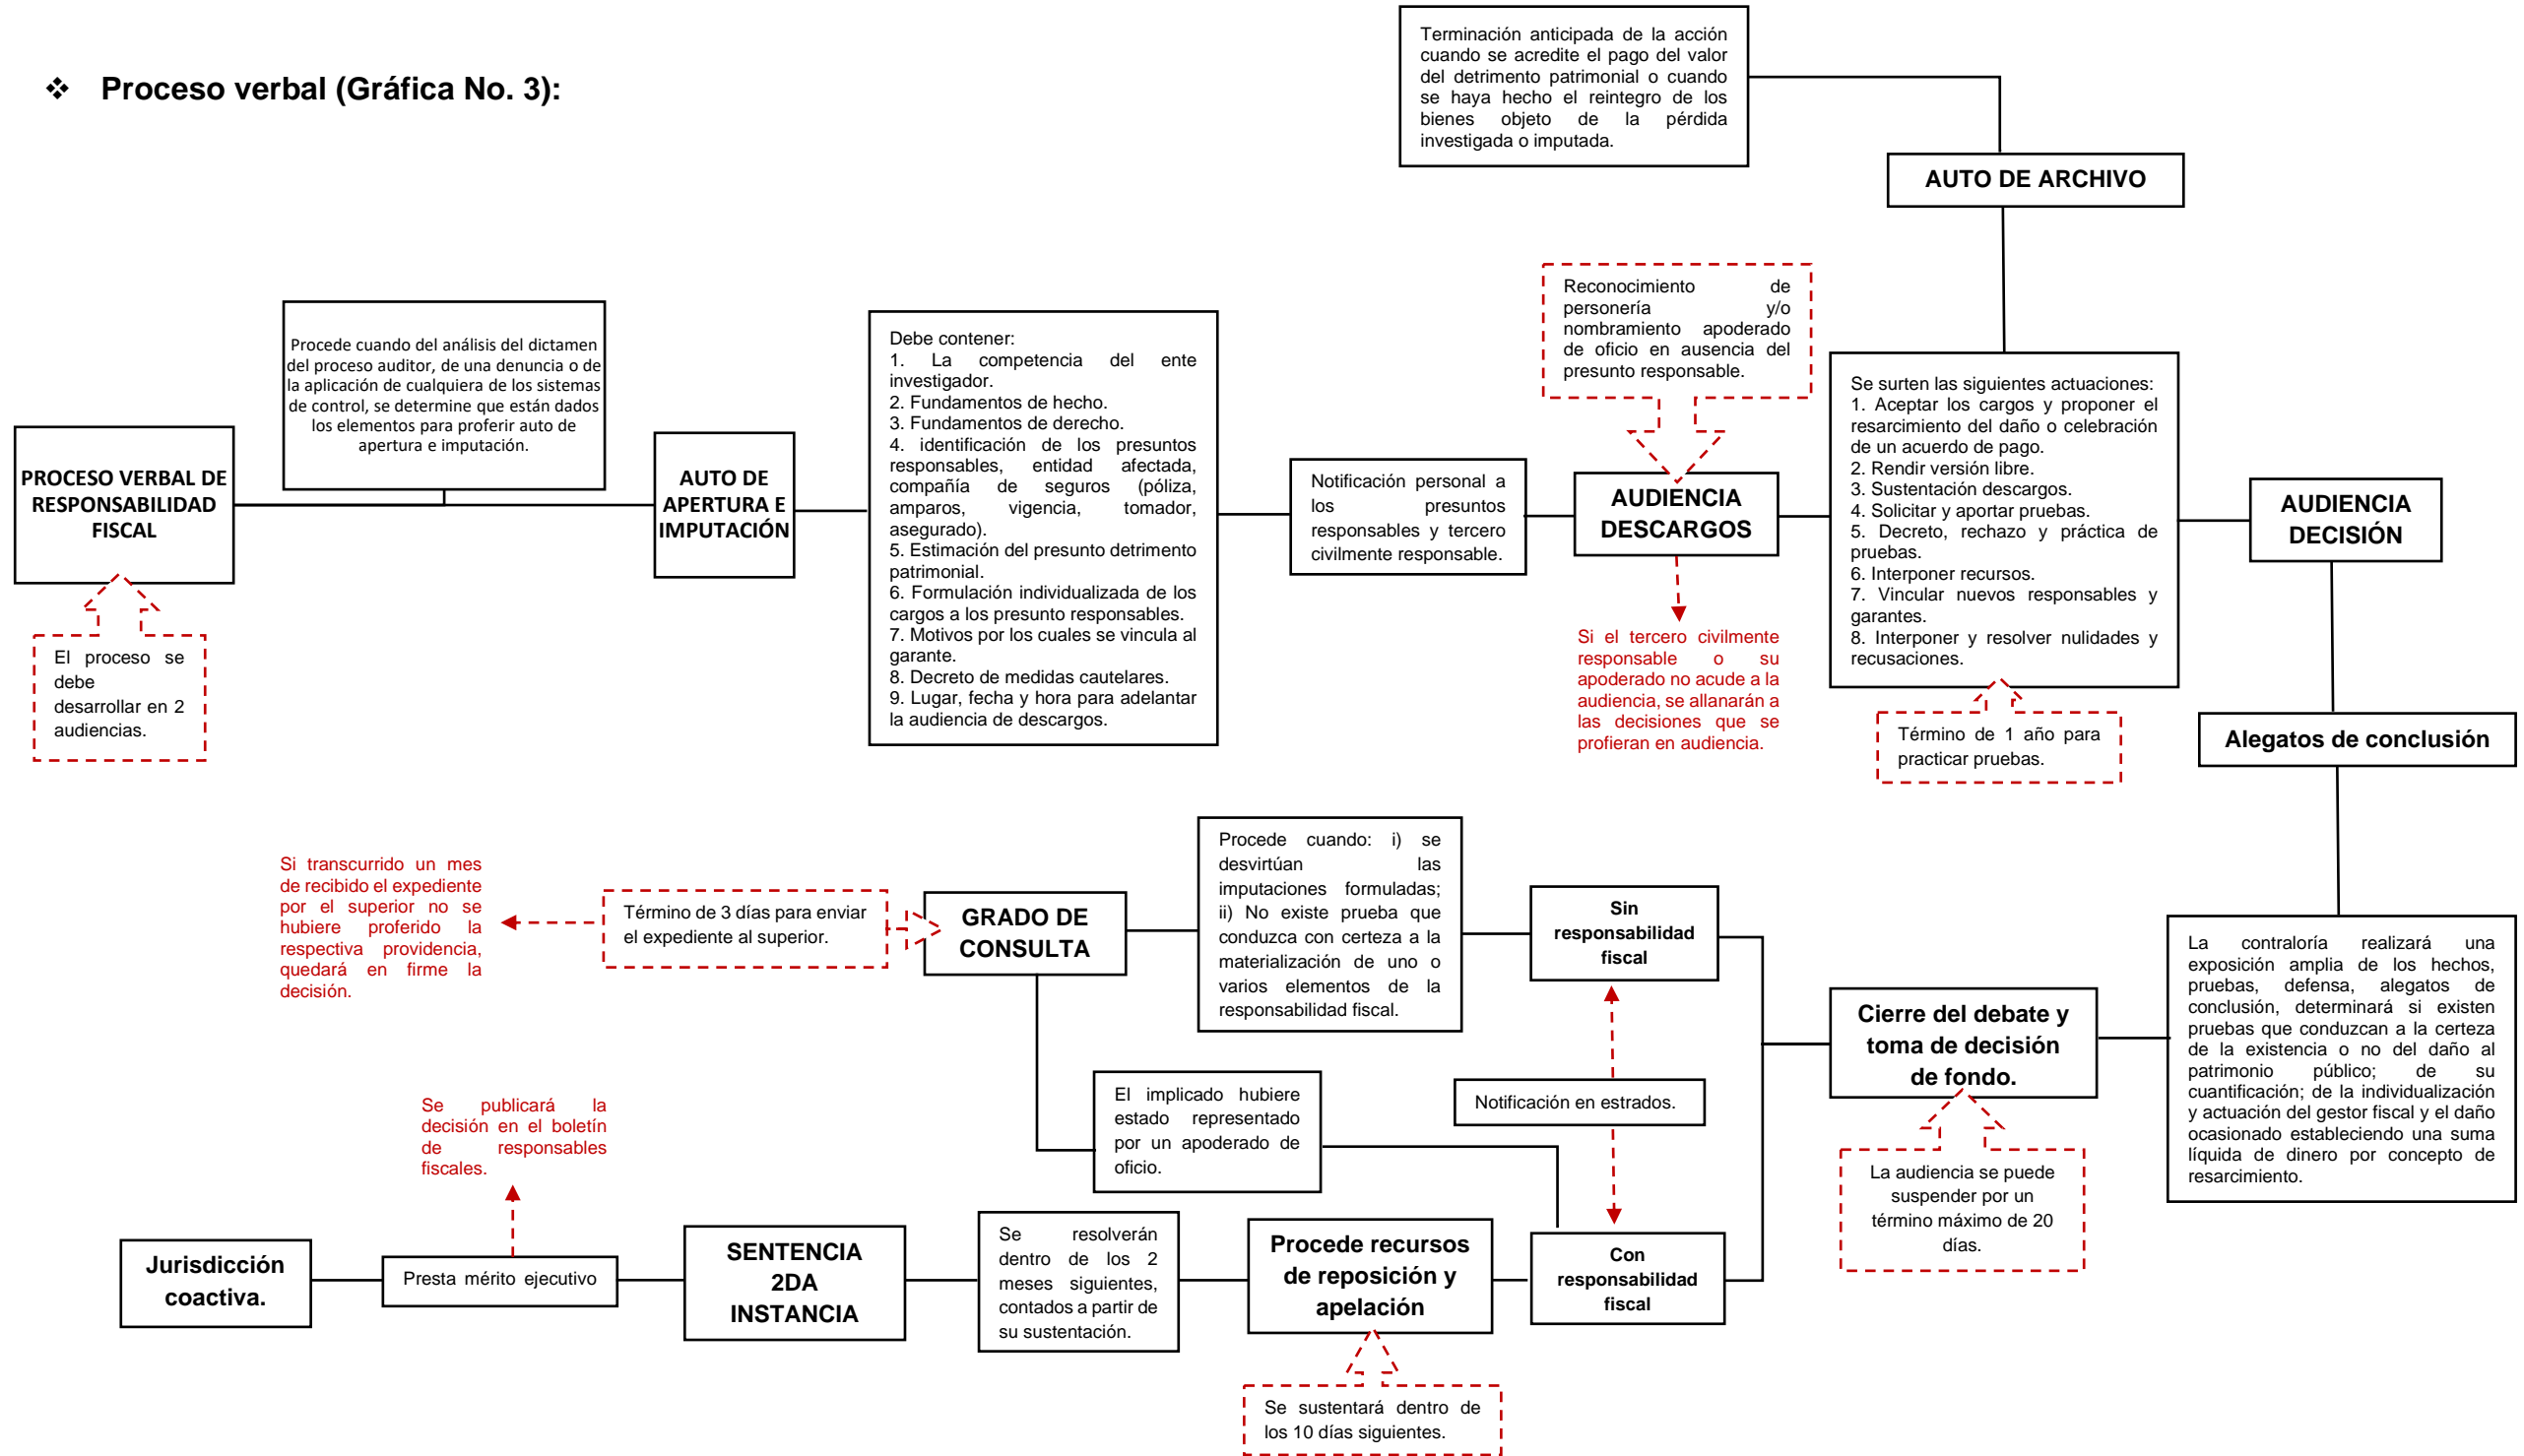 ❖ Proceso verbal (Gráfica No. 3):
Terminación anticipada de la acción
cuando se acredite el pago del valor
del detrimento patrimonial o cuando
se haya hecho el reintegro de los
bienes objeto de la pérdida
investigada o imputada.
AUTO DE ARCHIVO
PROCESO VERBAL DE
RESPONSABILIDAD
FISCAL
El proceso se
debe
desarrollar en 2
audiencias.
Procede cuando del análisis del dictamen
del proceso auditor, de una denuncia o de
la aplicación de cualquiera de los sistemas
de control, se determine que están dados
los elementos para proferir auto de
apertura e imputación.
AUTO DE
APERTURA E
IMPUTACIÓN
Debe contener:
1. La competencia del ente
investigador.
2. Fundamentos de hecho.
3. Fundamentos de derecho.
4. identificación de los presuntos
responsables, entidad afectada,
compañía de seguros (póliza,
amparos, vigencia, tomador,
asegurado).
5. Estimación del presunto detrimento
patrimonial.
6. Formulación individualizada de los
cargos a los presunto responsables.
7. Motivos por los cuales se vincula al
garante.
8. Decreto de medidas cautelares.
9. Lugar, fecha y hora para adelantar
la audiencia de descargos.
Notificación personal a
los presuntos
responsables y tercero
civilmente responsable.
Reconocimiento de
personería y/o
nombramiento apoderado
de oficio en ausencia del
presunto responsable.
AUDIENCIA
DESCARGOS
Si el tercero civilmente
responsable o su
apoderado no acude a la
audiencia, se allanarán a
las decisiones que se
profieran en audiencia.
Se surten las siguientes actuaciones:
1. Aceptar los cargos y proponer el
resarcimiento del daño o celebración
de un acuerdo de pago.
2. Rendir versión libre.
3. Sustentación descargos.
4. Solicitar y aportar pruebas.
5. Decreto, rechazo y práctica de
pruebas.
6. Interponer recursos.
7. Vincular nuevos responsables y
garantes.
8. Interponer y resolver nulidades y
recusaciones.
Término de 1 año para
practicar pruebas.
AUDIENCIA
DECISIÓN
Alegatos de conclusión
La contraloría realizará una
exposición amplia de los hechos,
pruebas, defensa, alegatos de
conclusión, determinará si existen
pruebas que conduzcan a la certeza
de la existencia o no del daño al
patrimonio público; de su
cuantificación; de la individualización
y actuación del gestor fiscal y el daño
ocasionado estableciendo una suma
líquida de dinero por concepto de
resarcimiento.
Cierre del debate y
toma de decisión
de fondo.
La audiencia se puede
suspender por un
término máximo de 20
días.
Sin
responsabilidad
fiscal
Notificación en estrados.
Con
responsabilidad
fiscal
Procede cuando: i) se
desvirtúan las
imputaciones formuladas;
ii) No existe prueba que
conduzca con certeza a la
materialización de uno o
varios elementos de la
responsabilidad fiscal.
GRADO DE
CONSULTA
Término de 3 días para enviar
el expediente al superior.
Si transcurrido un mes
de recibido el expediente
por el superior no se
hubiere proferido la
respectiva providencia,
quedará en firme la
decisión.
El implicado hubiere
estado representado
por un apoderado de
oficio.
Procede recursos
de reposición y
apelación
Se sustentará dentro de
los 10 días siguientes.
Se resolverán
dentro de los 2
meses siguientes,
contados a partir de
su sustentación.
SENTENCIA
2DA
INSTANCIA
Presta mérito ejecutivo
Se publicará la
decisión en el boletín
de responsables
fiscales.
Jurisdicción
coactiva.